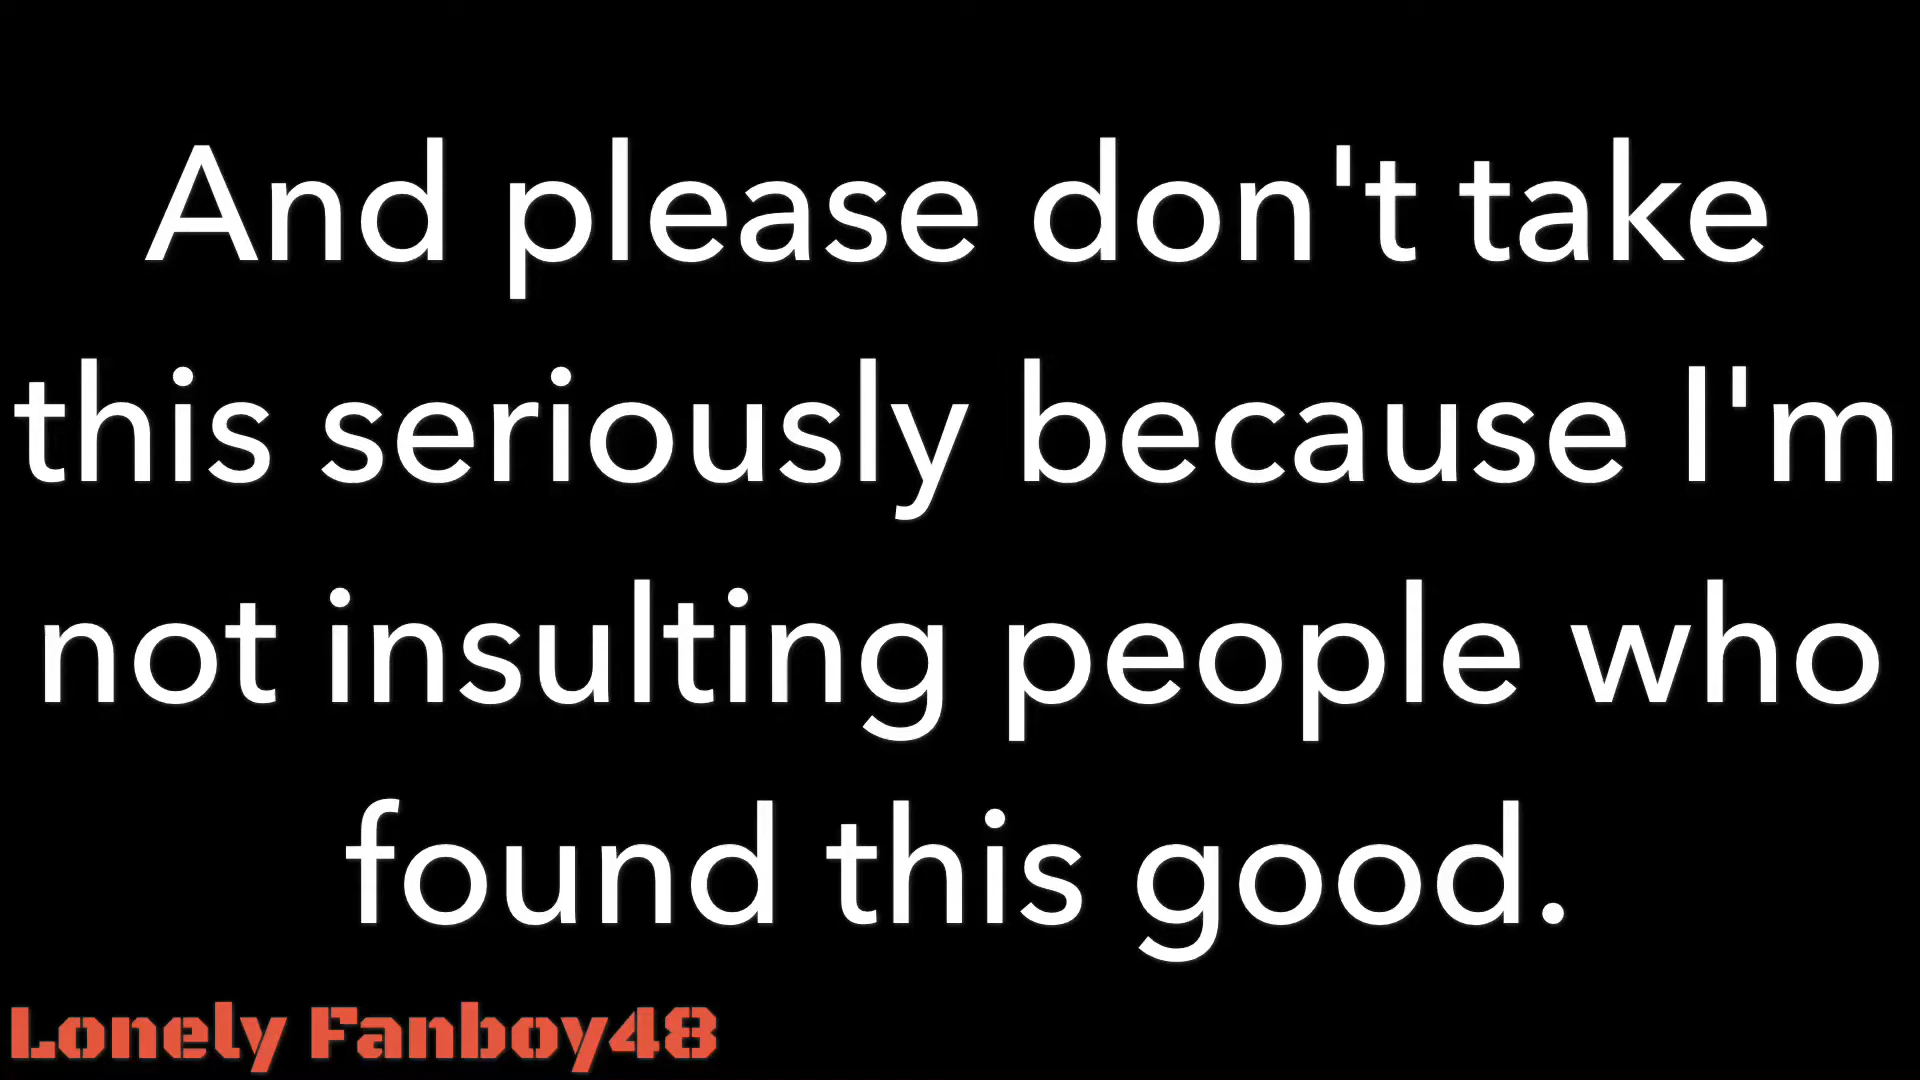 And please don't take
this seriously because I'm
not insulting people who
found this good.
Lonely Fanboy48